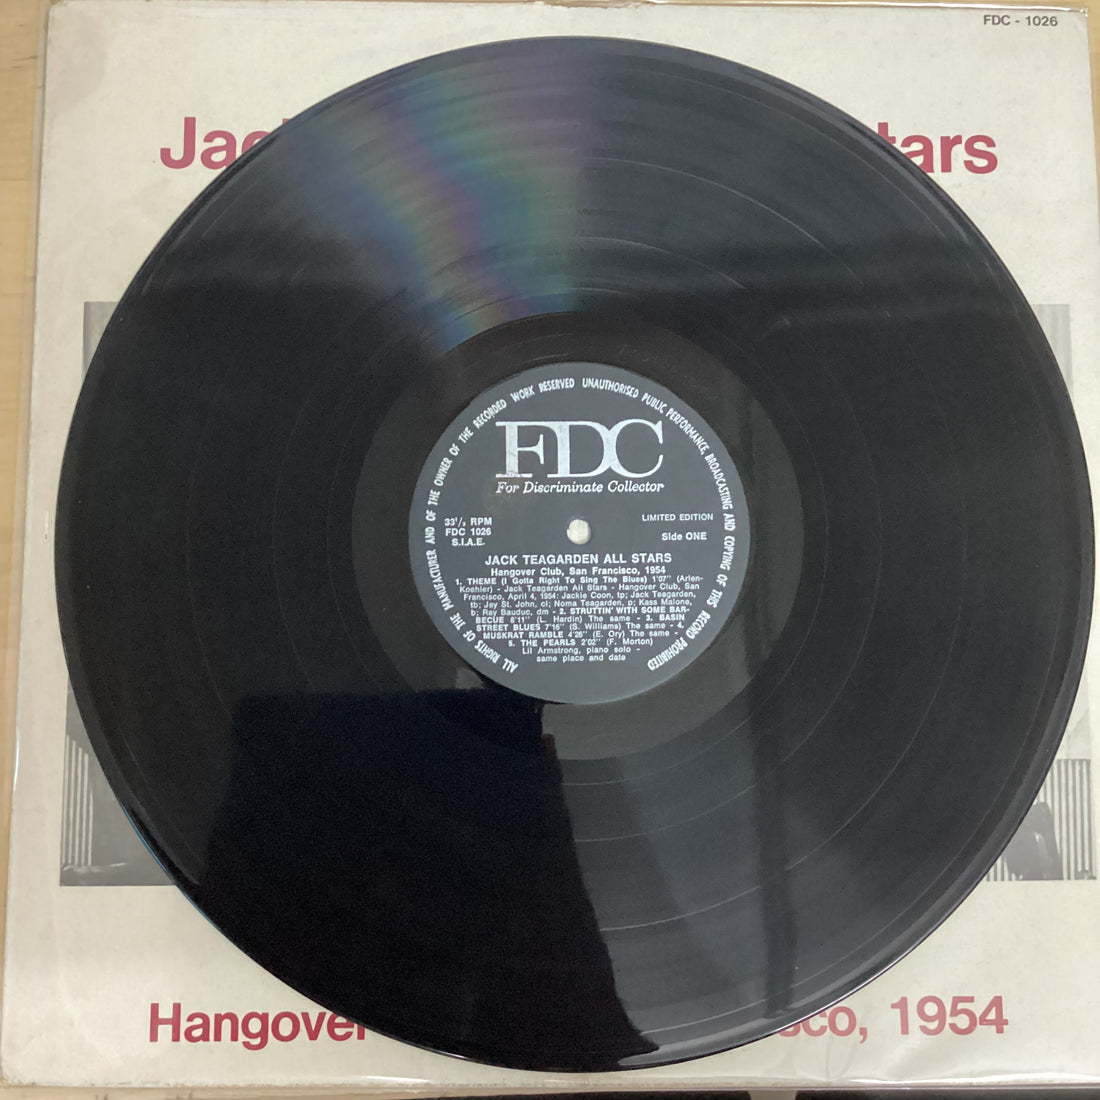 FDC - 1026
Jac
tars
ALL RIGHTS OF THE MANUFACTURER AND OF THE OWNER OF THE RECORDED WORK RESERVED UNAUTHORISED PUBLIC PERFORMANCE, BROADCASTING AND COPYING OF THIS RECORD PROHIBITED
FDC
For Discriminate Collector
33¹/₃ RPM
FDC 1026
S.I.A.E.
LIMITED EDITION
Side ONE
JACK TEAGARDEN ALL STARS
Hangover Club, San Francisco, 1954
1. THEME (I Gotta Right To Sing The Blues) 1'07" (Arlen-
Koehler) - Jack Teagarden All Stars - Hangover Club, San
Francisco, April 4, 1954: Jackie Coon, tp; Jack Teagarden,
tb; Jay St. John, cl; Norma Teagarden, p; Kass Malone,
b; Ray Bauduc, dm - 2. STRUTTIN' WITH SOME BAR-
BECUE 8'11" (L. Hardin) The same - 3. BASIN
STREET BLUES 7'16" (S. Williams) The same - 4.
MUSKRAT RAMBLE 4'26" (E. Ory) The same -
5. THE PEARLS 2'02" (F. Morton)
Lil Armstrong, piano solo -
same place and date
Hangover
sco, 1954